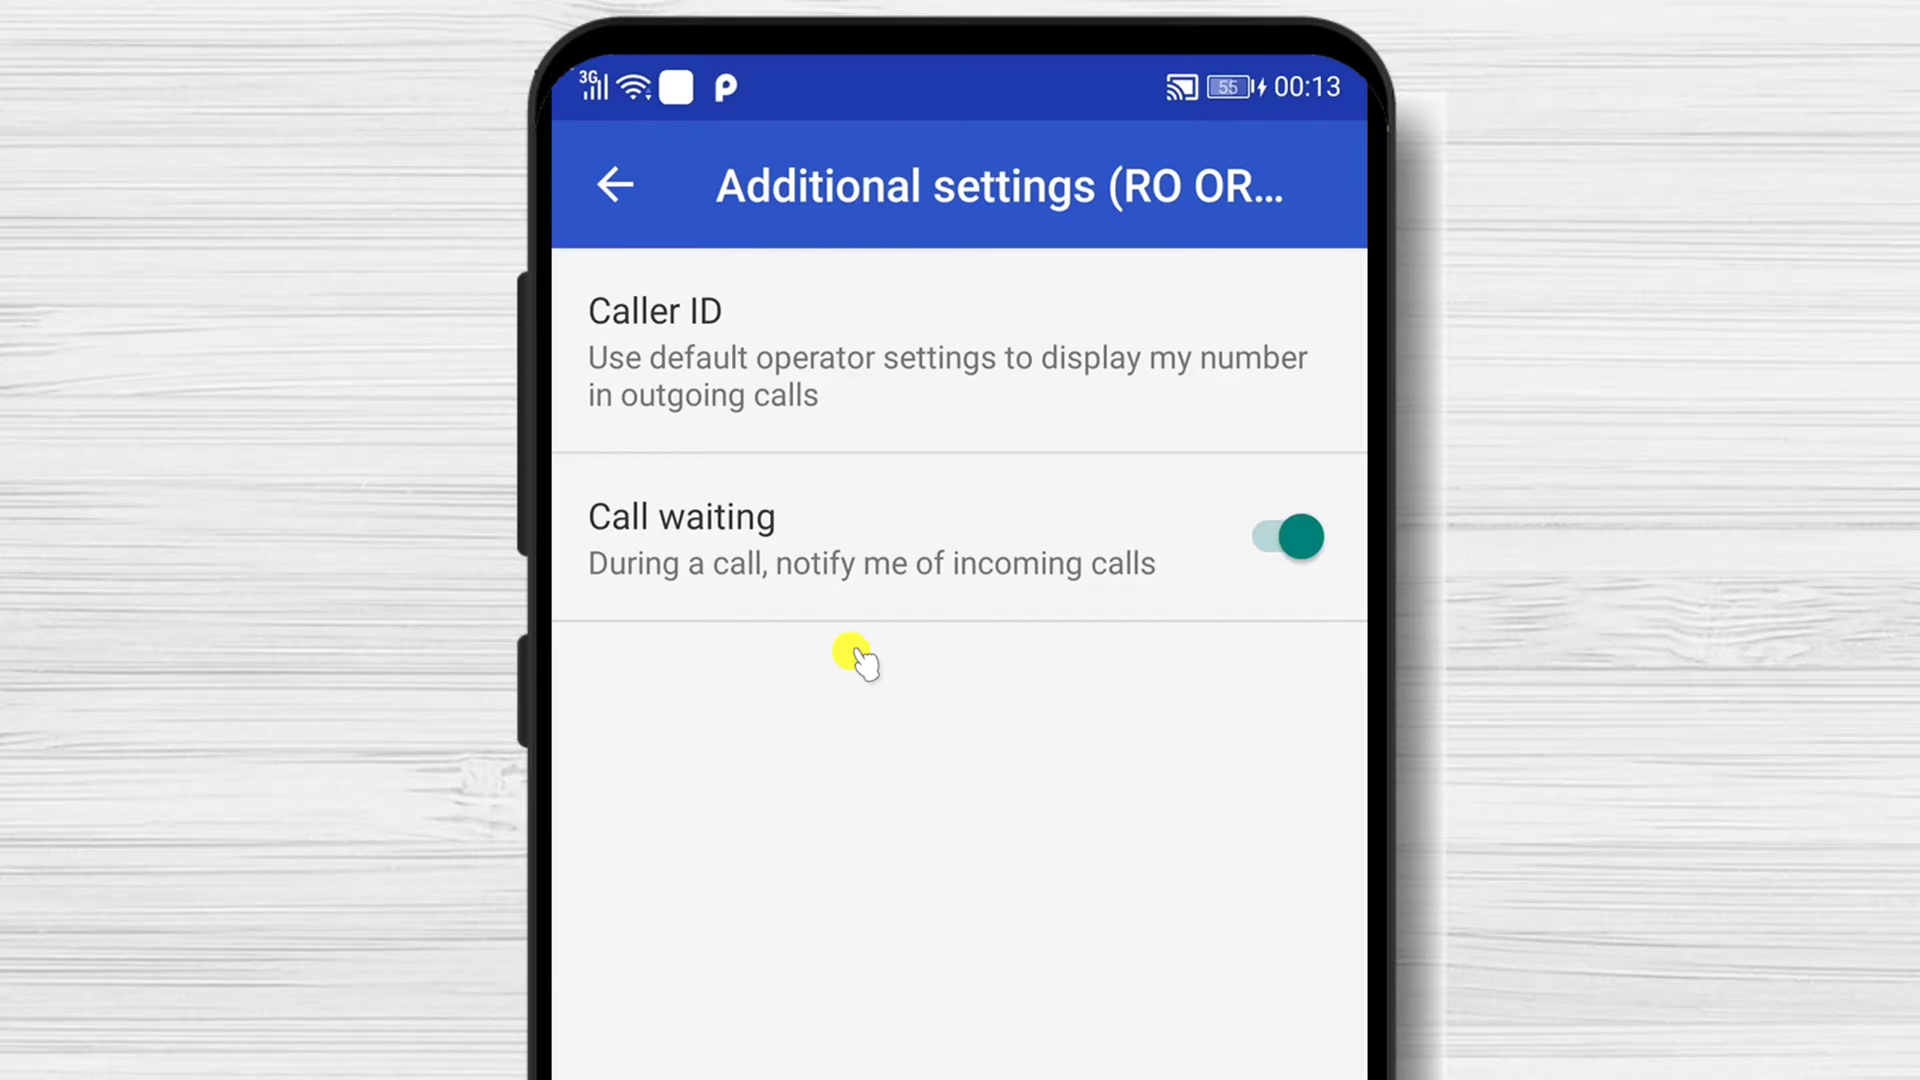 3G 55 00:13
Additional settings (RO OR...
Caller ID
Use default operator settings to display my number
in outgoing calls
Call waiting
During a call, notify me of incoming calls